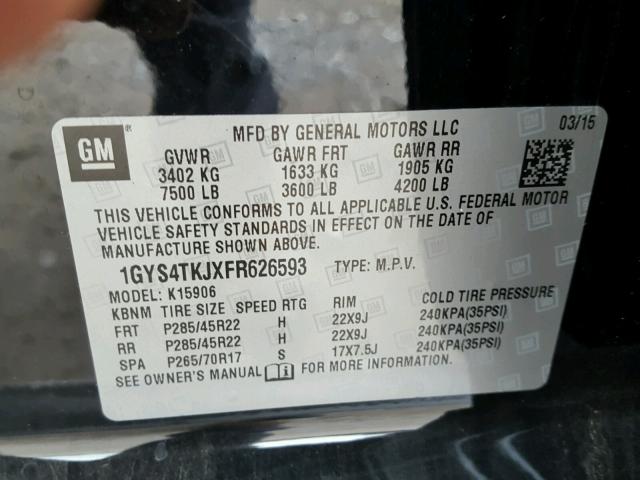 GM
MFD BY GENERAL MOTORS LLC 03/15
GVWR GAWR FRT GAWR RR
3402 KG 1633 KG 1905 KG
7500 LB 3600 LB 4200 LB
THIS VEHICLE CONFORMS TO ALL APPLICABLE U.S. FEDERAL MOTOR
VEHICLE SAFETY STANDARDS IN EFFECT ON THE DATE OF
MANUFACTURE SHOWN ABOVE.
1GYS4TKJXFR626593 TYPE: M.P.V.
MODEL: K15906
KBNM TIRE SIZE SPEED RTG RIM COLD TIRE PRESSURE
FRT P285/45R22 H 22X9J 240KPA(35PSI)
RR P285/45R22 H 22X9J 240KPA(35PSI)
SPA P265/70R17 S 17X7.5J 240KPA(35PSI)
SEE OWNER'S MANUAL FOR MORE INFORMATION.